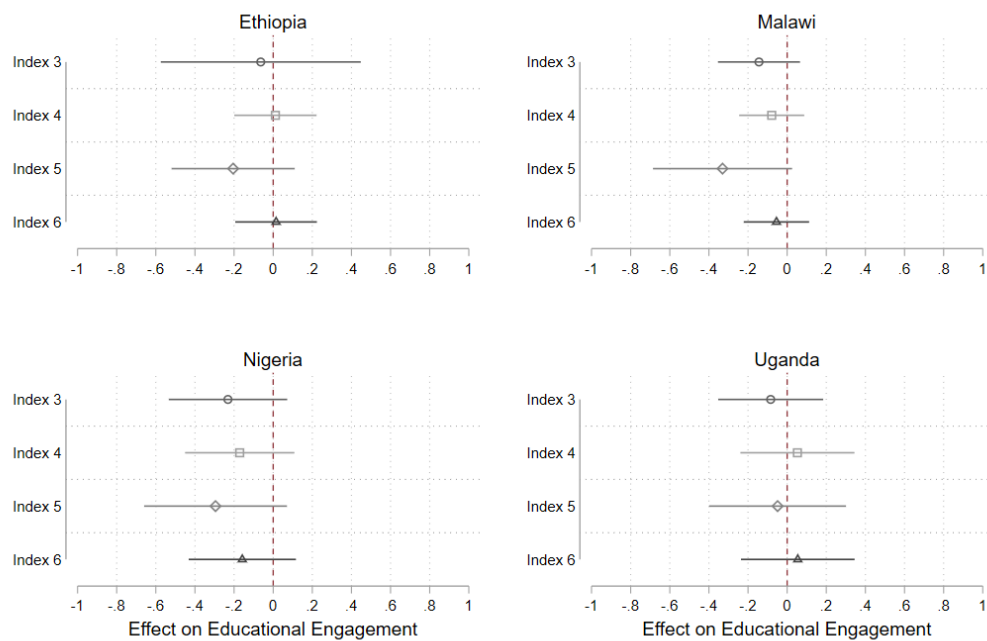 Ethiopia
Index 3
Index 4
Index 5
Index 6
-1 -.8 -.6 -.4 -.2 0 .2 .4 .6 .8 1
Malawi
Index 3
Index 4
Index 5
Index 6
-1 -.8 -.6 -.4 -.2 0 .2 .4 .6 .8 1
Nigeria
Index 3
Index 4
Index 5
Index 6
-1 -.8 -.6 -.4 -.2 0 .2 .4 .6 .8 1
Effect on Educational Engagement
Uganda
Index 3
Index 4
Index 5
Index 6
-1 -.8 -.6 -.4 -.2 0 .2 .4 .6 .8 1
Effect on Educational Engagement